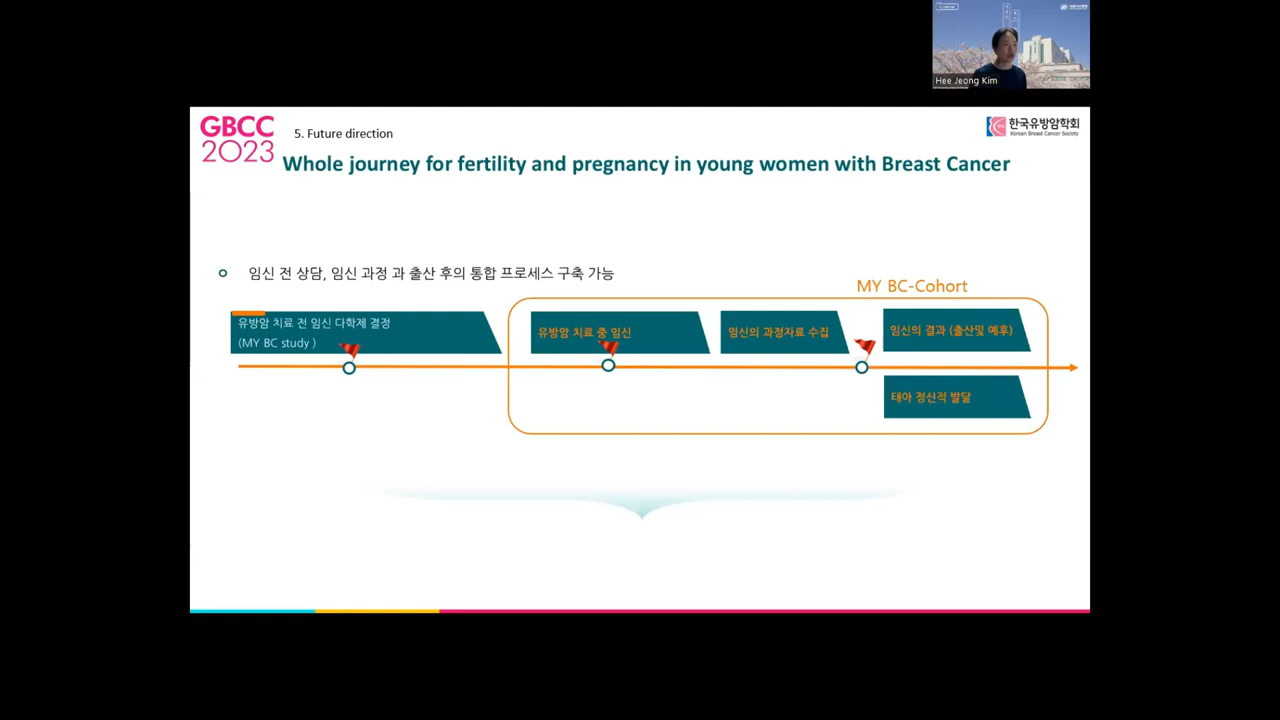 Hee Jeong Kim
GBCC
2023
5. Future direction
한국유방암학회
Korean Breast Cancer Society
Whole journey for fertility and pregnancy in young women with Breast Cancer
임신 전 상담, 임신 과정 과 출산 후의 통합 프로세스 구축 가능
MY BC-Cohort
유방암 치료 전 임신 다학제 결정
(MY BC study )
유방암 치료 중 임신
임신의 과정자료 수집
임신의 결과 (출산및 예후)
태아 정산적 발달